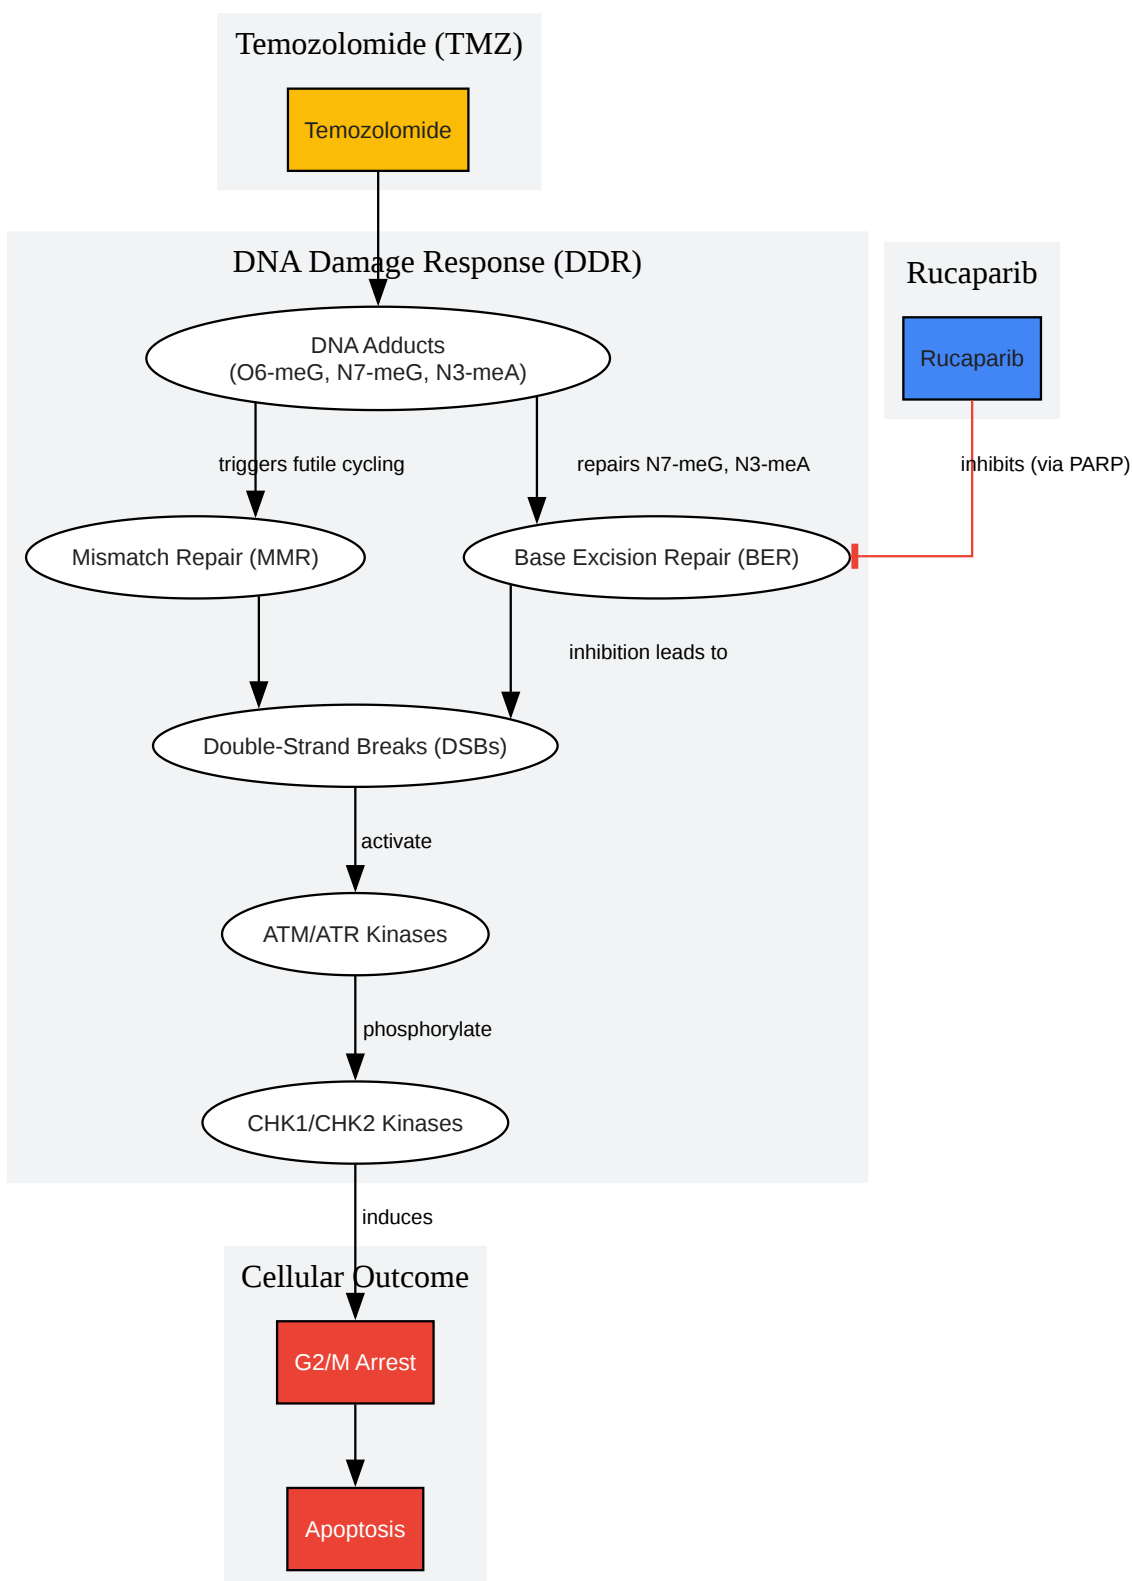 Temozolomide (TMZ)
Temozolomide
DNA Damage Response (DDR)
Rucaparib
Rucaparib
DNA Adducts
(O6-meG, N7-meG, N3-meA)
triggers futile cycling
repairs N7-meG, N3-meA
inhibits (via PARP)
Mismatch Repair (MMR)
Base Excision Repair (BER)
inhibition leads to
Double-Strand Breaks (DSBs)
activate
ATM/ATR Kinases
phosphorylate
CHK1/CHK2 Kinases
induces
Cellular Outcome
G2/M Arrest
Apoptosis